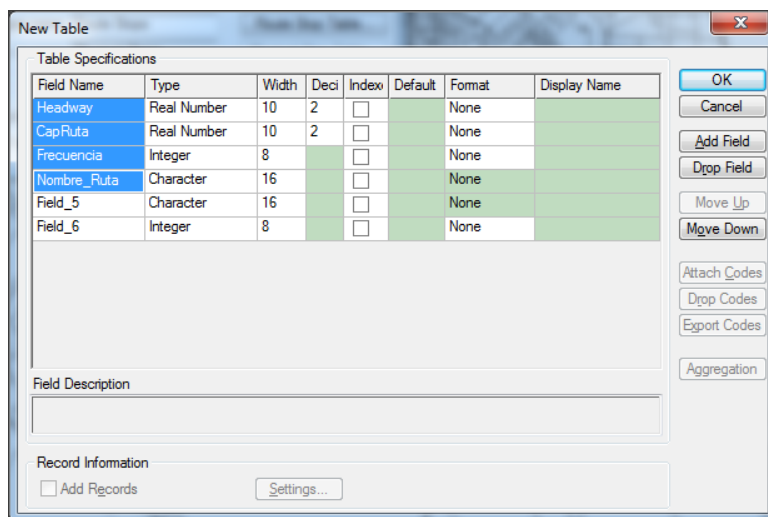 New Table
Table Specifications
Field Name Type Width Deci Index Default Format Display Name
Headway Real Number 10 2 None
CapRuta Real Number 10 2 None
Frecuencia Integer 8 None
Nombre_Ruta Character 16 None
Field_5 Character 16 None
Field_6 Integer 8 None
OK
Cancel
Add Field
Drop Field
Move Up
Move Down
Attach Codes
Drop Codes
Export Codes
Aggregation
Field Description
Record Information
Add Records Settings...